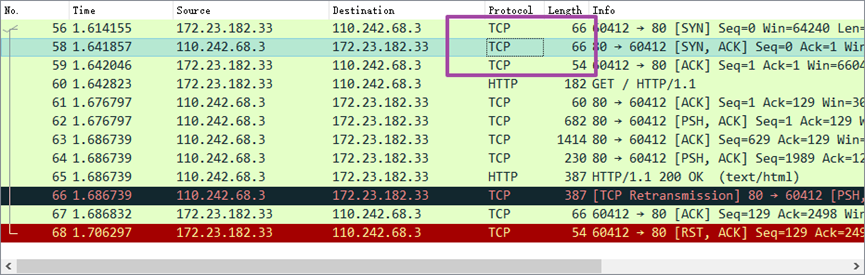 No. Time Source Destination Protocol Length Info
56 1.614155 172.23.182.33 110.242.68.3 TCP 66 60412 → 80 [SYN] Seq=0 Win=64240 Len=
58 1.641857 110.242.68.3 172.23.182.33 TCP 66 80 → 60412 [SYN, ACK] Seq=0 Ack=1 Win
59 1.642046 172.23.182.33 110.242.68.3 TCP 54 60412 → 80 [ACK] Seq=1 Ack=1 Win=6604
60 1.642823 172.23.182.33 110.242.68.3 HTTP 182 GET / HTTP/1.1
61 1.676797 110.242.68.3 172.23.182.33 TCP 60 80 → 60412 [ACK] Seq=1 Ack=129 Win=30
62 1.676797 110.242.68.3 172.23.182.33 TCP 682 80 → 60412 [PSH, ACK] Seq=1 Ack=129 W
63 1.686739 110.242.68.3 172.23.182.33 TCP 1414 80 → 60412 [ACK] Seq=629 Ack=129 Win=
64 1.686739 110.242.68.3 172.23.182.33 TCP 230 80 → 60412 [PSH, ACK] Seq=1989 Ack=12
65 1.686739 110.242.68.3 172.23.182.33 HTTP 387 HTTP/1.1 200 OK (text/html)
66 1.686739 110.242.68.3 172.23.182.33 TCP 387 [TCP Retransmission] 80 → 60412 [PSH,
67 1.686832 172.23.182.33 110.242.68.3 TCP 66 60412 → 80 [ACK] Seq=129 Ack=2498 Win
68 1.706297 172.23.182.33 110.242.68.3 TCP 54 60412 → 80 [RST, ACK] Seq=129 Ack=249